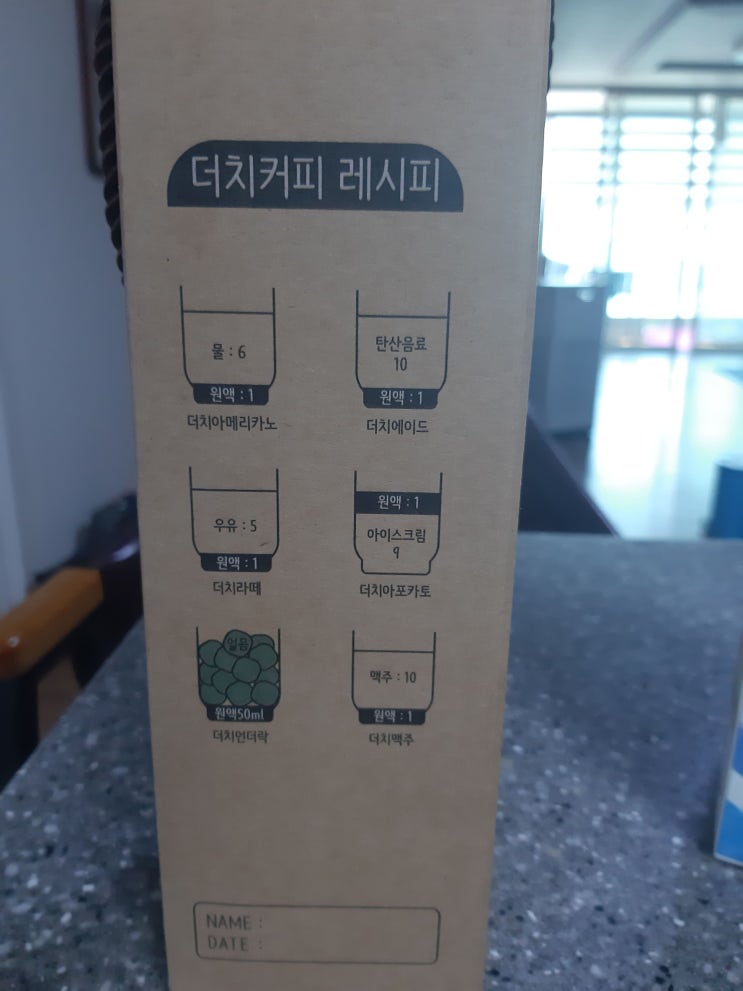 더치커피 레시피
물 : 6
원액 : 1
더치아메리카노
탄산음료
10
원액 : 1
더치에이드
우유 : 5
원액 : 1
더치라떼
원액 : 1
아이스크림
9
더치아포카토
얼음
원액50ml
더치언더락
맥주 : 10
원액 : 1
더치맥주
NAME :
DATE :